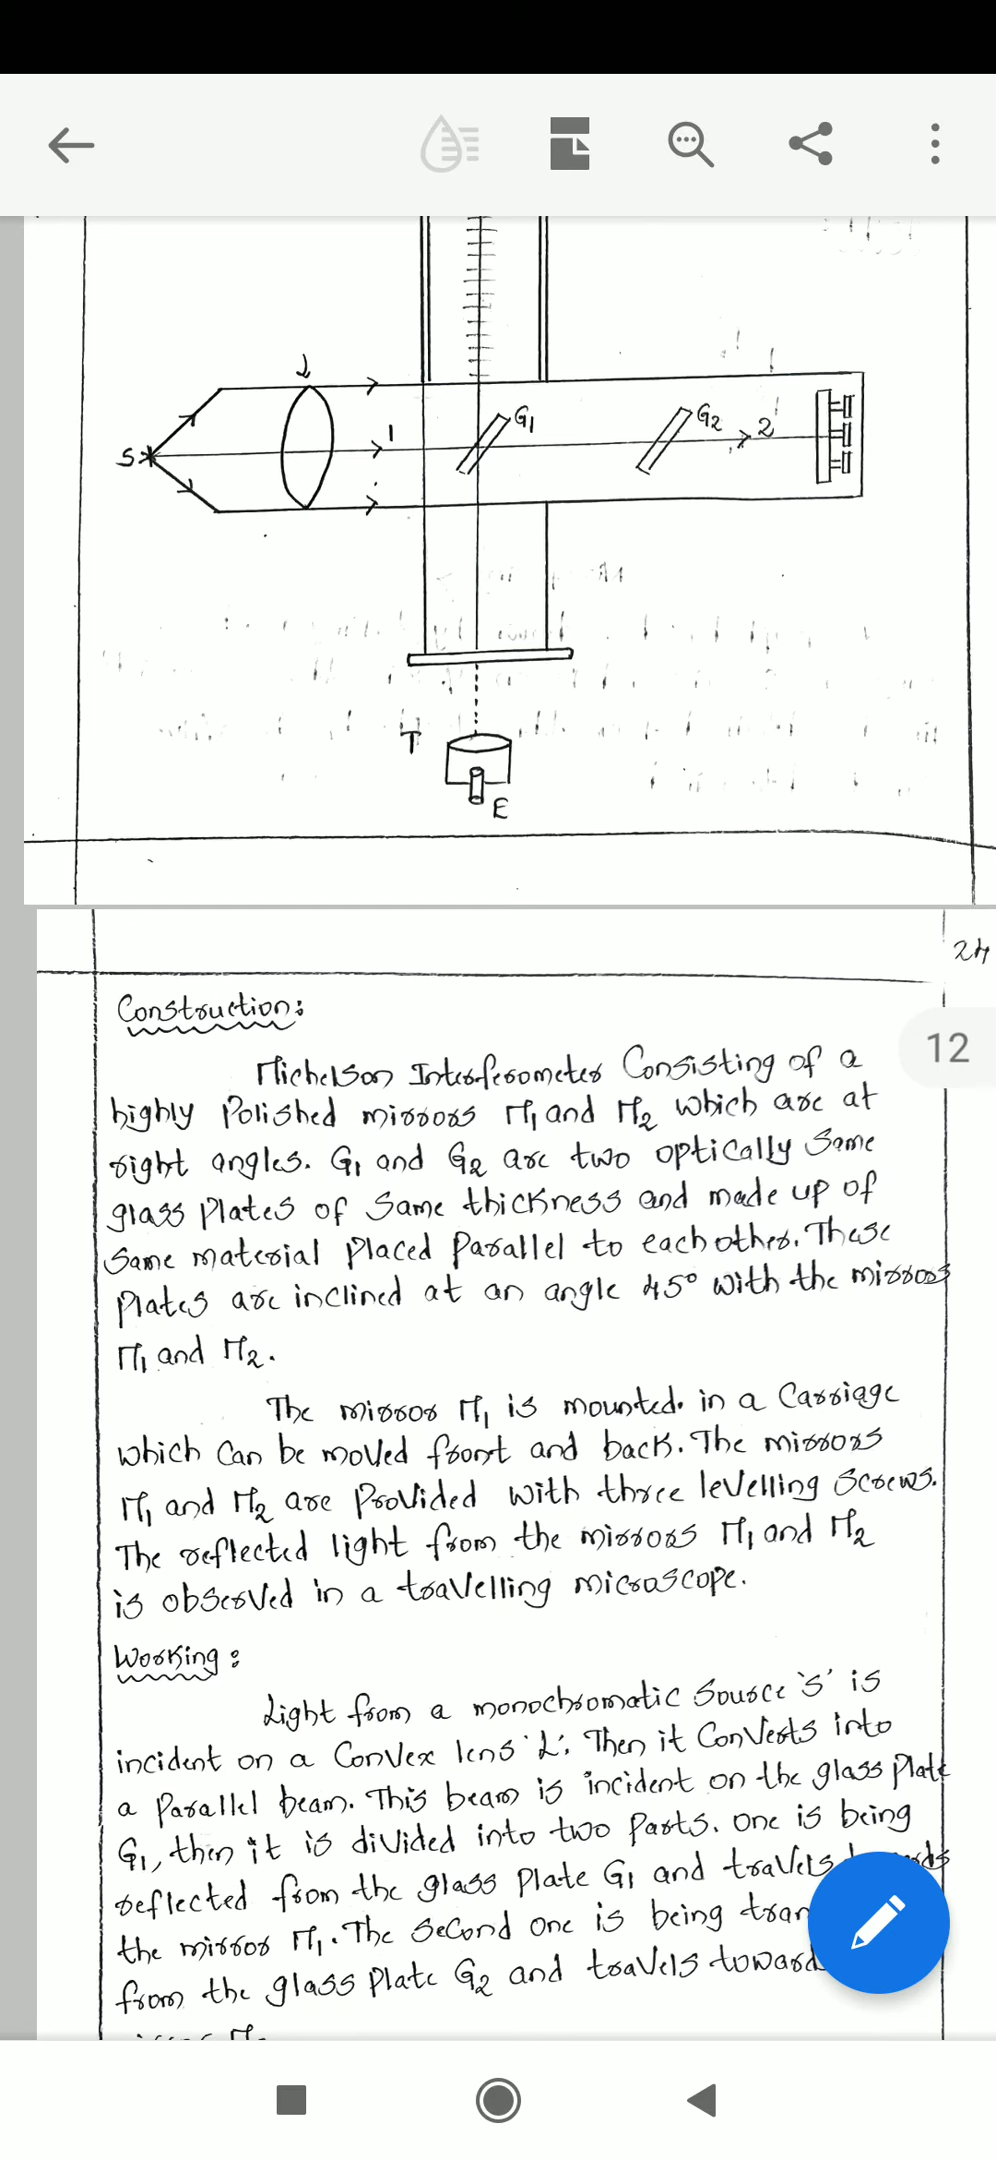 L
S
1
G1
G2
2
T
E
24
12
Construction:
Michelson Interferometer Consisting of a
highly Polished mirrors M1 and M2 which are at
right angles. G1 and G2 are two optically Same
glass Plates of Same thickness and made up of
Same material Placed Parallel to each other. These
Plates are inclined at an angle 45° with the mirrors
M1 and M2.
The mirror M1 is mounted in a Carriage
which Can be moved front and back. The mirrors
M1 and M2 are Provided with three levelling Screws.
The reflected light from the mirrors M1 and M2
is observed in a travelling microscope.
Working:
Light from a monochromatic Source 'S' is
incident on a Convex lens 'L'. Then it Converts into
a Parallel beam. This beam is incident on the glass Plate
G1, then it is divided into two Parts. One is being
reflected from the glass Plate G1 and travels
the mirror M1. The Second one is being tran
from the glass Plate G2 and travels toward